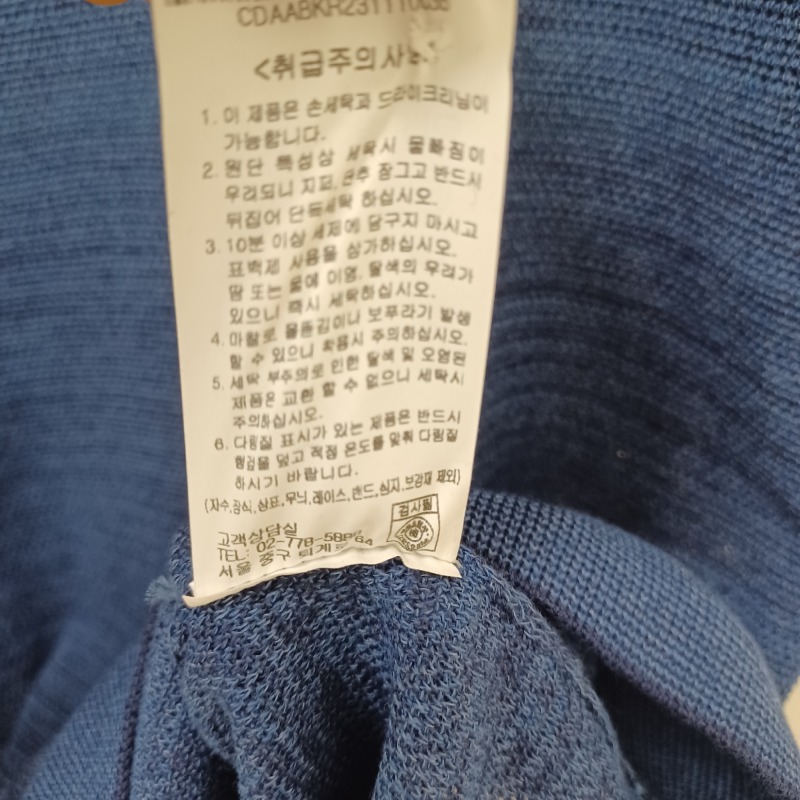 CDAABKR231110036
<취급주의사항>
1. 이 제품은 손세탁과 드라이크리닝이
가능합니다.
2. 원단 특성상 세탁시 물빠짐이
우려되니 지퍼,단추 잠그고 반드시
뒤집어 단독세탁 하십시오.
3. 10분 이상 세제에 담구지 마시고
표백제 사용을 삼가하십시오.
땀 또는 물에 이염, 탈색의 우려가
있으니 즉시 세탁하십시오.
4. 마찰로 올뜯김이나 보푸라기 발생
할 수 있으니 착용시 주의하십시오.
5. 세탁 부주의로 인한 탈색 및 오염된
제품은 교환 할 수 없으니 세탁시
주의하십시오.
6. 다림질 표시가 있는 제품은 반드시
헝겊을 덮고 적정 온도를 맞춰 다림질
하시기 바랍니다.
(자수,장식,상표,무늬,레이스,밴드,심지,보강재 제외)
검사필
고객상담실
TEL: 02-778-58
서울 중구 퇴계로